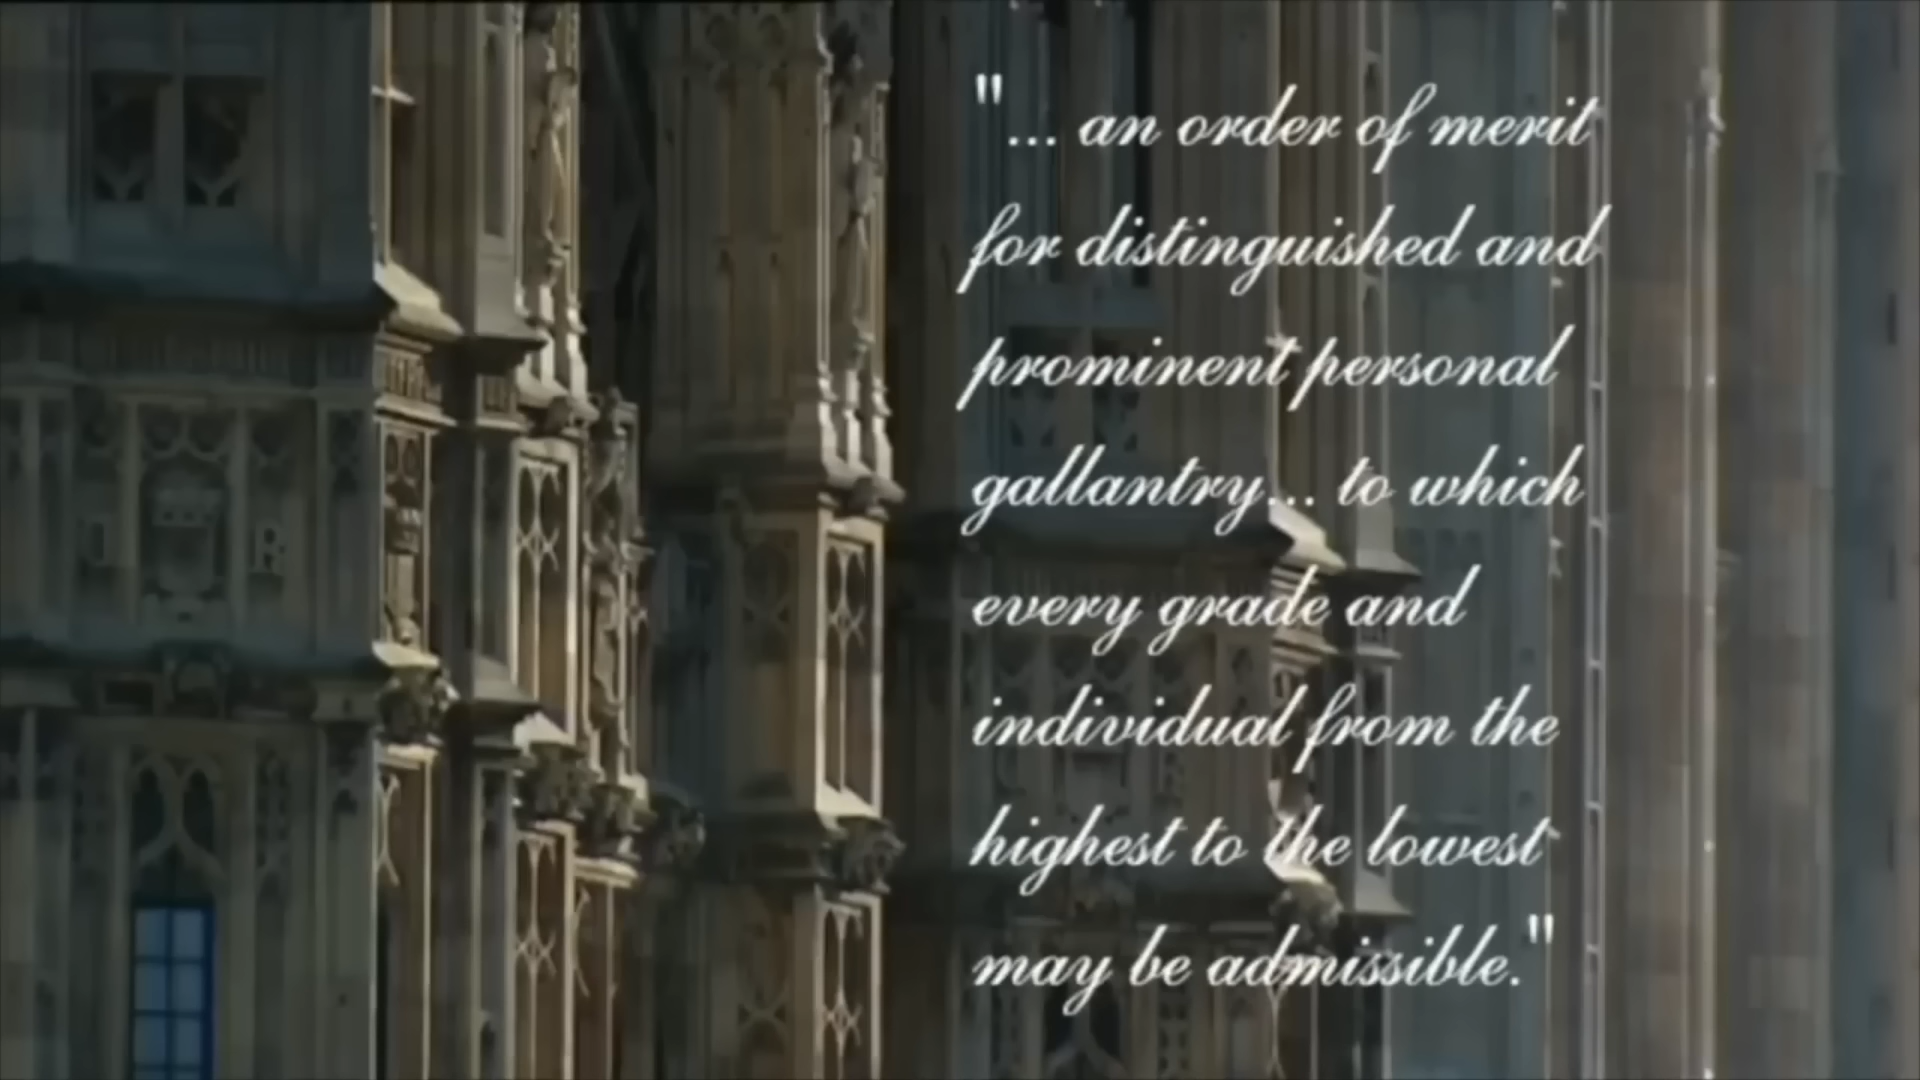 "... an order of merit
for distinguished and
prominent personal
gallantry... to which
every grade and
individual from the
highest to the lowest
may be admissible."